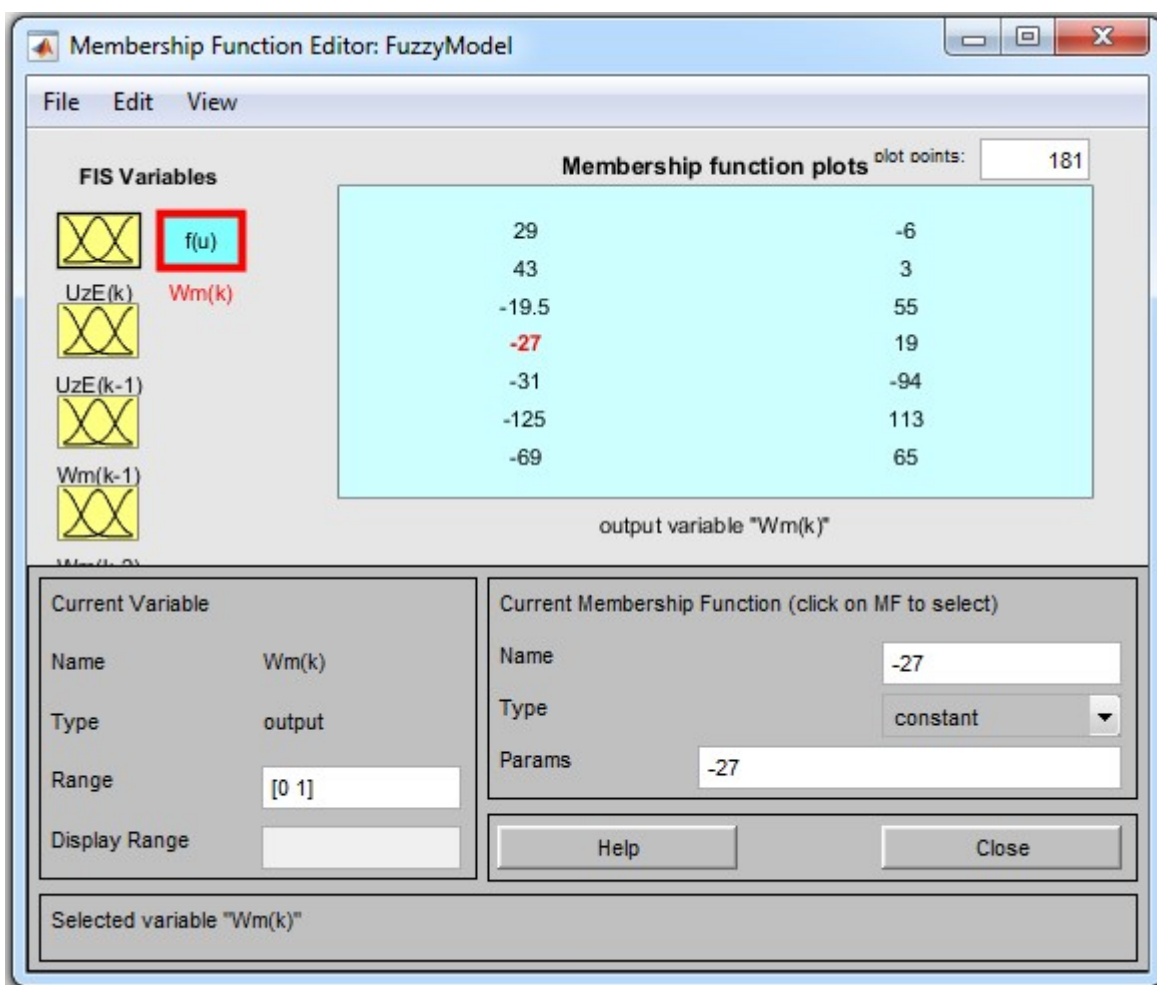 Membership Function Editor: FuzzyModel
File Edit View
FIS Variables
f(u)
UzE(k) Wm(k)
UzE(k-1)
Wm(k-1)
Membership function plots plot points: 181
29 -6
43 3
-19.5 55
-27 19
-31 -94
-125 113
-69 65
output variable "Wm(k)"
Current Variable
Name Wm(k)
Type output
Range [0 1]
Display Range
Current Membership Function (click on MF to select)
Name -27
Type constant
Params -27
Help Close
Selected variable "Wm(k)"